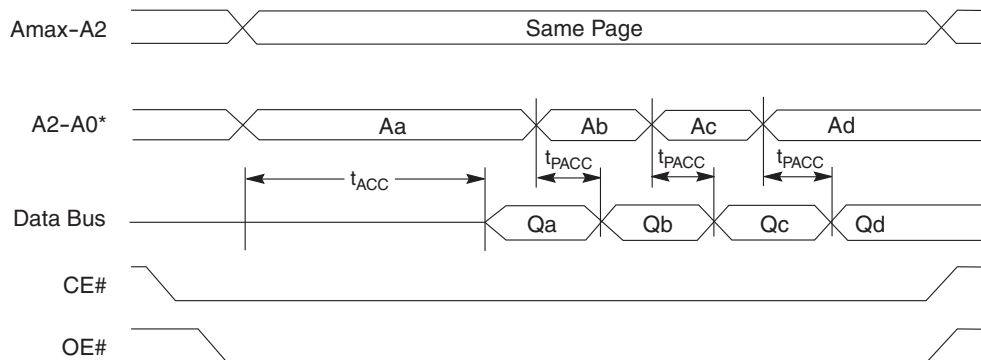 Amax–A2
Same Page
A2–A0*
Aa
Ab
Ac
Ad
tACC
tPACC
tPACC
tPACC
Data Bus
Qa
Qb
Qc
Qd
CE#
OE#